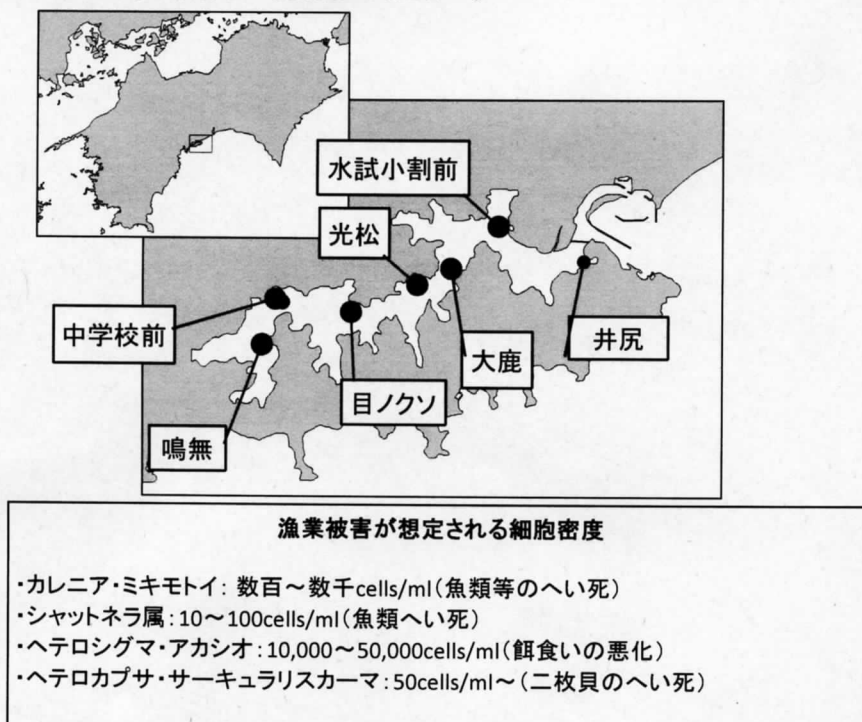 水試小割前
光松
中学校前
井尻
大鹿
目ノクソ
鳴無
漁業被害が想定される細胞密度
・カレニア・ミキモトイ: 数百～数千cells/ml(魚類等のへい死)
・シャットネラ属:10～100cells/ml(魚類へい死)
・ヘテロシグマ・アカシオ:10,000～50,000cells/ml(餌食いの悪化)
・ヘテロカプサ・サーキュラリスカーマ:50cells/ml～(二枚貝のへい死)